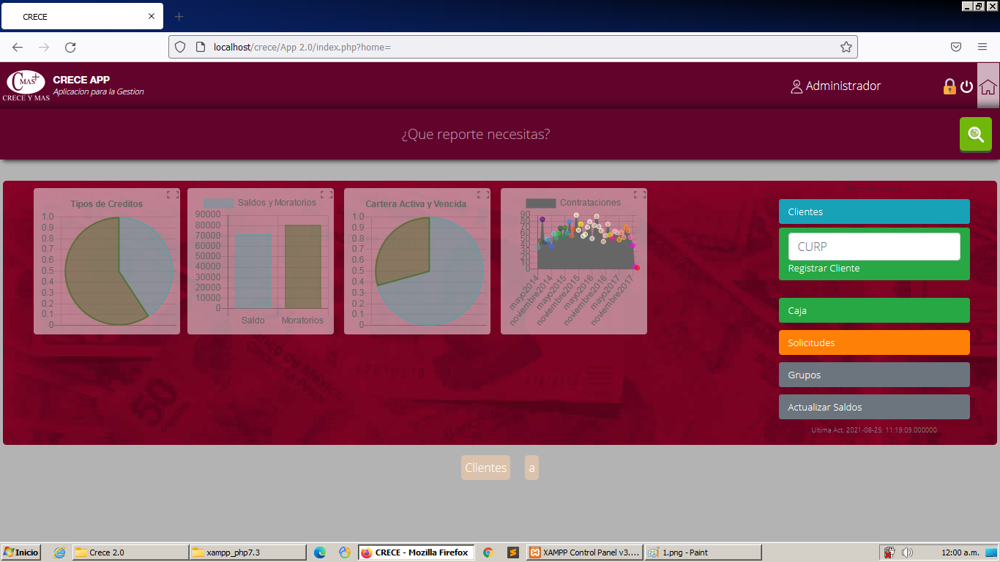 CRECE
localhost/crece/App 2.0/index.php?home=
C MAS+
CRECE Y MAS
CRECE APP
Aplicacion para la Gestion
Administrador
¿Que reporte necesitas?
Tipos de Creditos
1.0
0.9
0.8
0.7
0.6
0.5
0.4
0.3
0.2
0.1
0
Saldos y Moratorios
90000
80000
70000
60000
50000
40000
30000
20000
10000
0
Saldo Moratorios
Cartera Activa y Vencida
1.0
0.9
0.8
0.7
0.6
0.5
0.4
0.3
0.2
0.1
0
Contrataciones
90
80
70
60
50
40
30
20
10
0
mayo2014
noviembre2014
mayo2015
noviembre2015
mayo2016
noviembre2016
mayo2017
noviembre2017
Clientes
CURP
Registrar Cliente
Caja
Solicitudes
Grupos
Actualizar Saldos
Ultima Act. 2021-08-25: 11:19:09.000000
Clientes a
Inicio Crece 2.0 xampp_php7.3 CRECE - Mozilla Firefox XAMPP Control Panel v3.... 1.png - Paint 12:00 a.m.